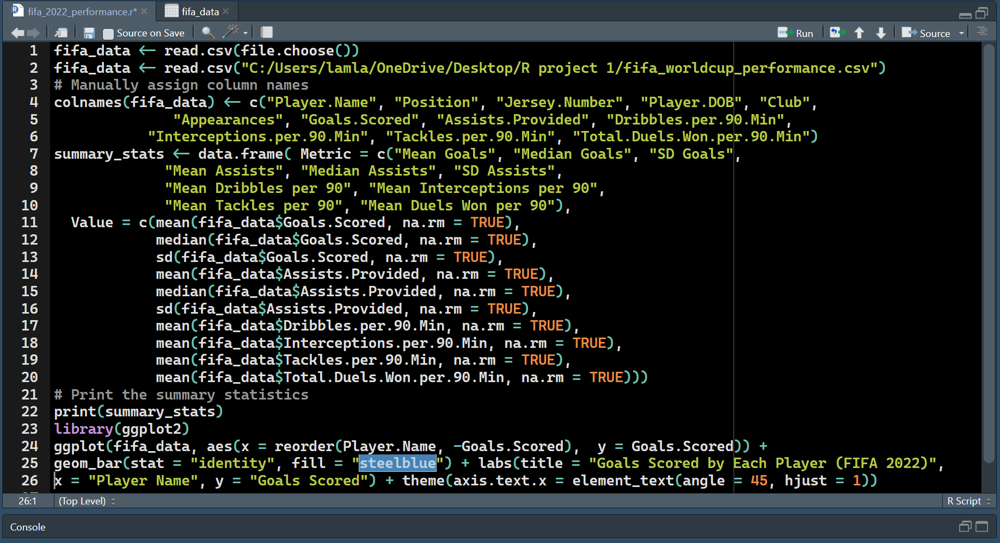 fifa_2022_performance.r* fifa_data
Source on Save Run Source
1 fifa_data <- read.csv(file.choose())
2 fifa_data <- read.csv("C:/Users/lamla/OneDrive/Desktop/R project 1/fifa_worldcup_performance.csv")
3 # Manually assign column names
4 colnames(fifa_data) <- c("Player.Name", "Position", "Jersey.Number", "Player.DOB", "Club",
5 "Appearances", "Goals.Scored", "Assists.Provided", "Dribbles.per.90.Min",
6 "Interceptions.per.90.Min", "Tackles.per.90.Min", "Total.Duels.Won.per.90.Min")
7 summary_stats <- data.frame( Metric = c("Mean Goals", "Median Goals", "SD Goals",
8 "Mean Assists", "Median Assists", "SD Assists",
9 "Mean Dribbles per 90", "Mean Interceptions per 90",
10 "Mean Tackles per 90", "Mean Duels Won per 90"),
11 Value = c(mean(fifa_data$Goals.Scored, na.rm = TRUE),
12 median(fifa_data$Goals.Scored, na.rm = TRUE),
13 sd(fifa_data$Goals.Scored, na.rm = TRUE),
14 mean(fifa_data$Assists.Provided, na.rm = TRUE),
15 median(fifa_data$Assists.Provided, na.rm = TRUE),
16 sd(fifa_data$Assists.Provided, na.rm = TRUE),
17 mean(fifa_data$Dribbles.per.90.Min, na.rm = TRUE),
18 mean(fifa_data$Interceptions.per.90.Min, na.rm = TRUE),
19 mean(fifa_data$Tackles.per.90.Min, na.rm = TRUE),
20 mean(fifa_data$Total.Duels.Won.per.90.Min, na.rm = TRUE)))
21 # Print the summary statistics
22 print(summary_stats)
23 library(ggplot2)
24 ggplot(fifa_data, aes(x = reorder(Player.Name, -Goals.Scored),  y = Goals.Scored)) +
25 geom_bar(stat = "identity", fill = "steelblue") + labs(title = "Goals Scored by Each Player (FIFA 2022)",
26 x = "Player Name", y = "Goals Scored") + theme(axis.text.x = element_text(angle = 45, hjust = 1))
26:1 (Top Level) R Script
Console